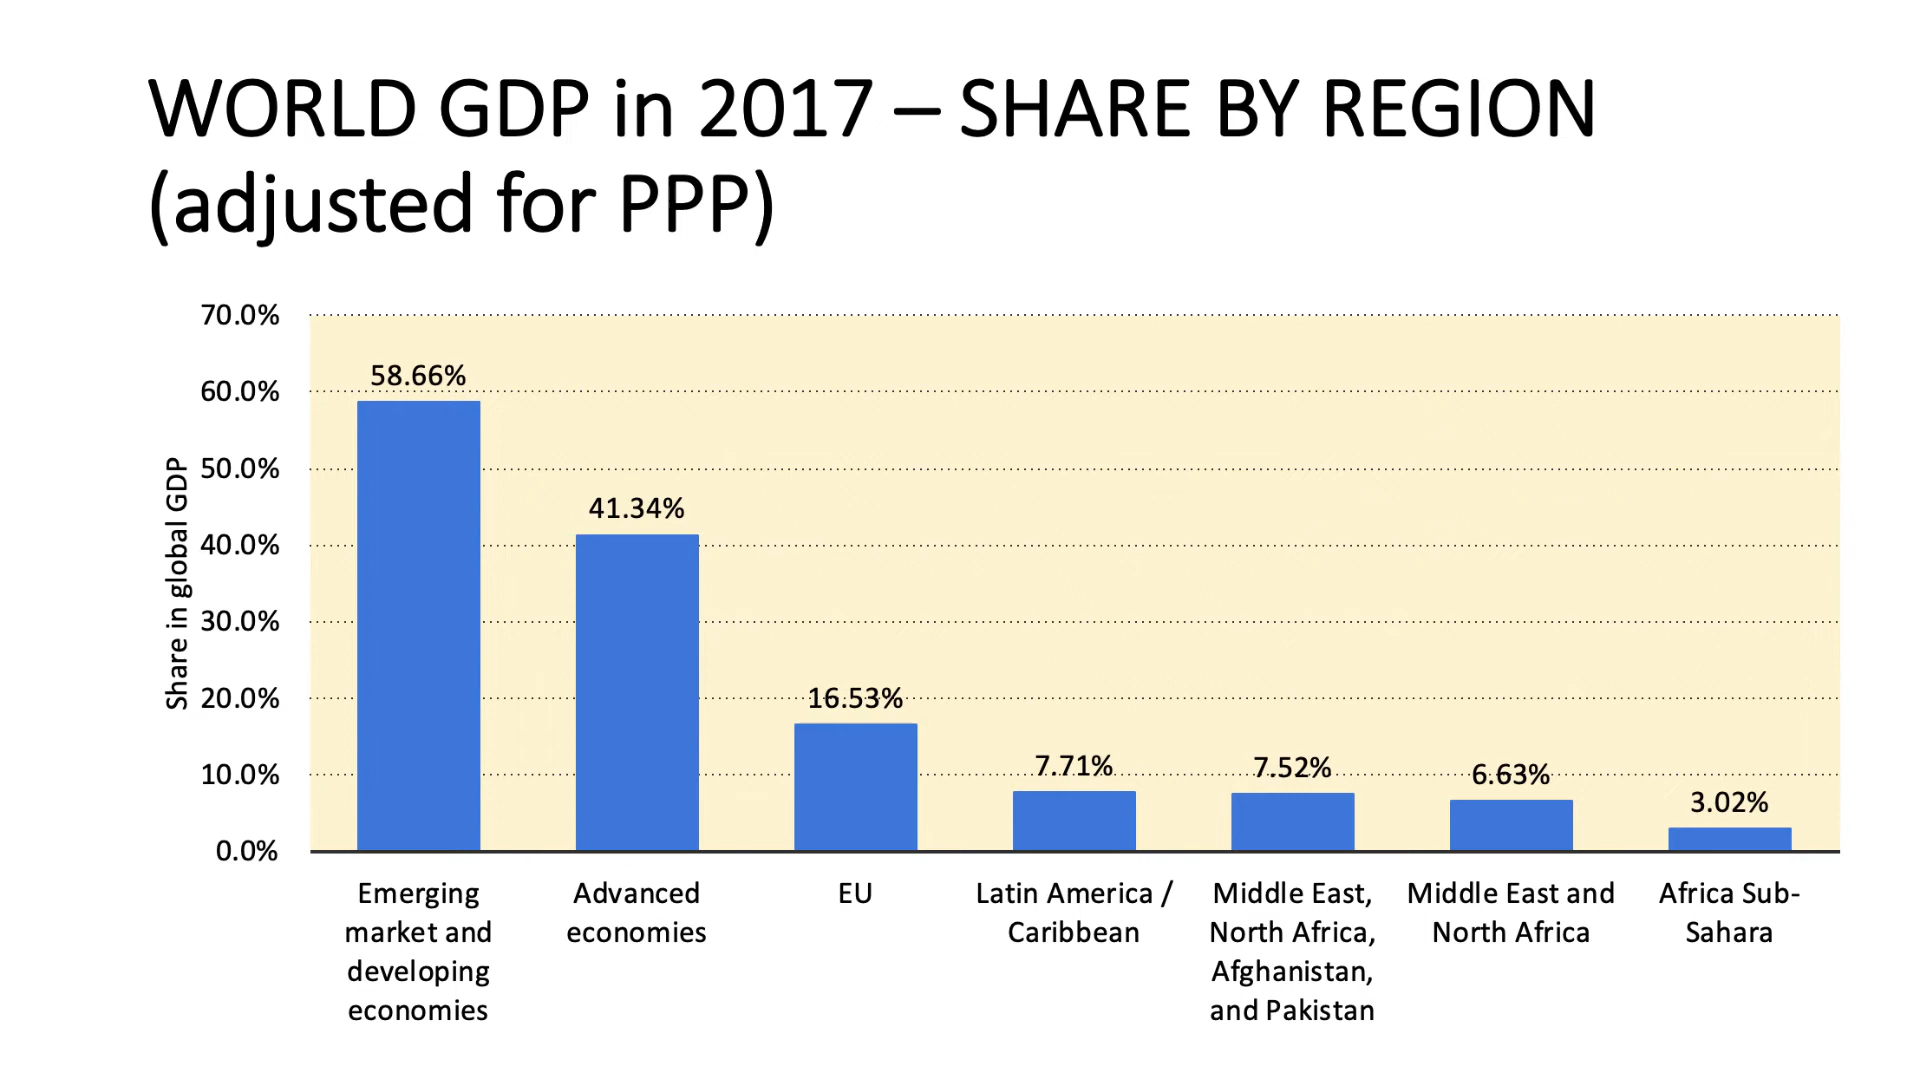 WORLD GDP in 2017 – SHARE BY REGION
(adjusted for PPP)
Share in global GDP
70.0%
60.0%
50.0%
40.0%
30.0%
20.0%
10.0%
0.0%
58.66%
41.34%
16.53%
7.71%
7.52%
6.63%
3.02%
Emerging
market and
developing
economies
Advanced
economies
EU
Latin America /
Caribbean
Middle East,
North Africa,
Afghanistan,
and Pakistan
Middle East and
North Africa
Africa Sub-
Sahara